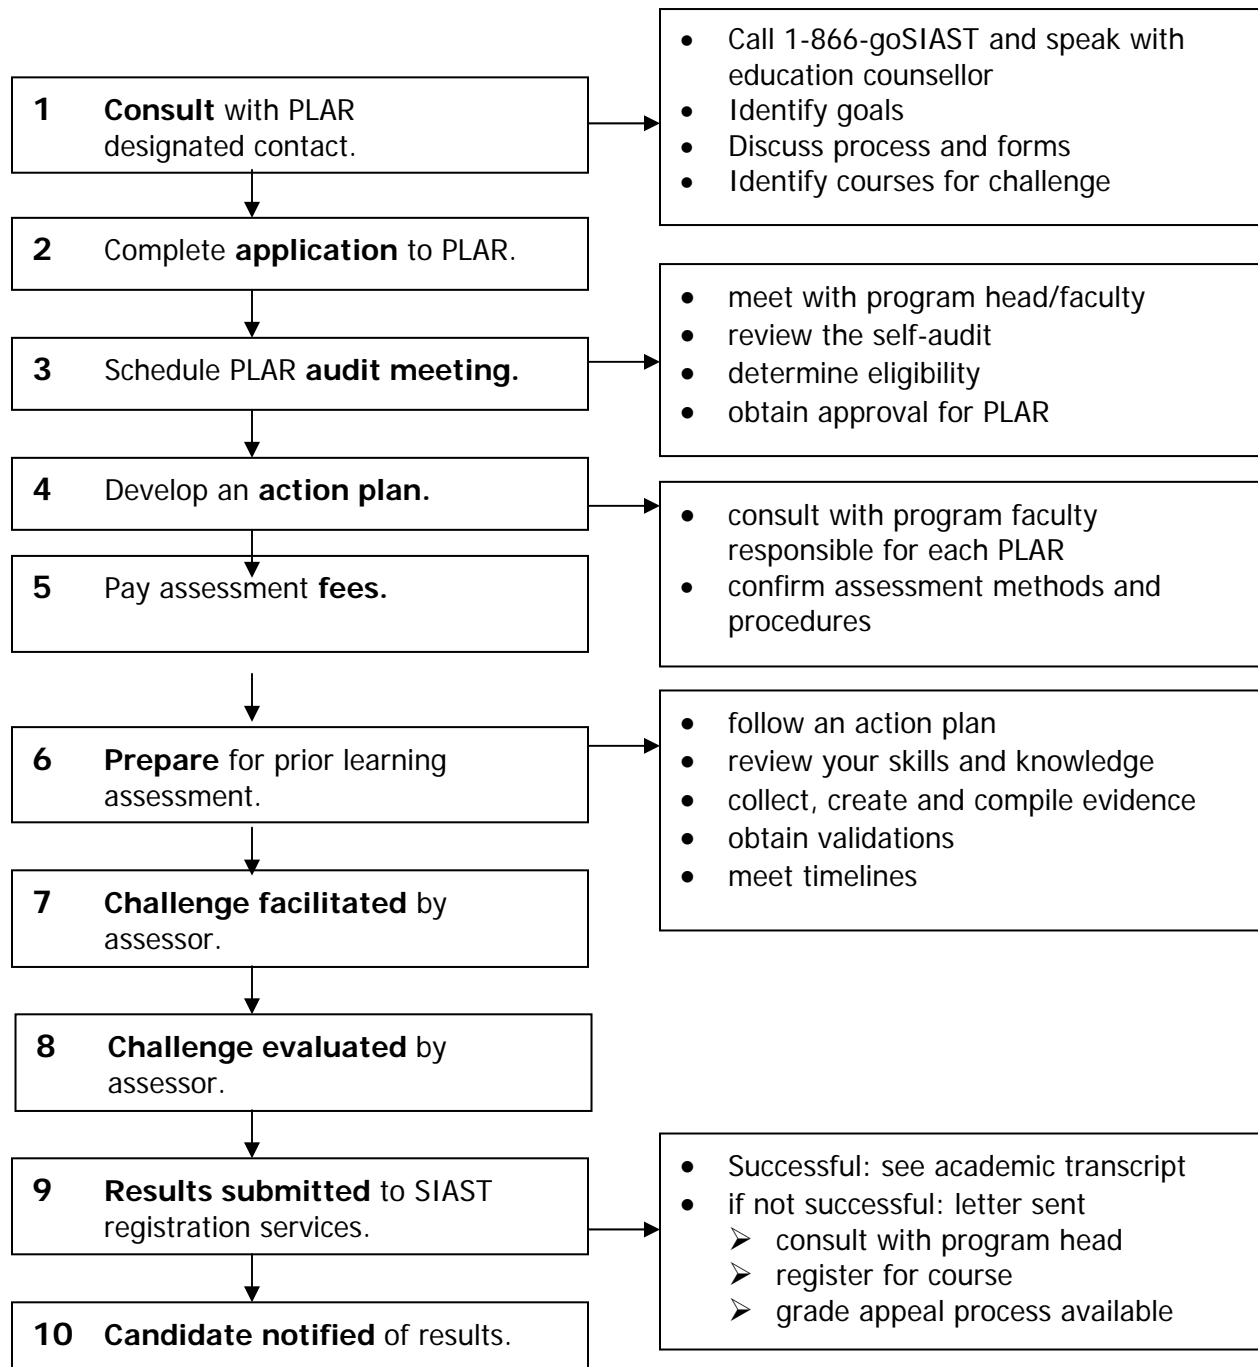 1 Consult with PLAR
designated contact.
• Call 1-866-goSIAST and speak with
education counsellor
• Identify goals
• Discuss process and forms
• Identify courses for challenge
2 Complete application to PLAR.
3 Schedule PLAR audit meeting.
• meet with program head/faculty
• review the self-audit
• determine eligibility
• obtain approval for PLAR
4 Develop an action plan.
• consult with program faculty
responsible for each PLAR
• confirm assessment methods and
procedures
5 Pay assessment fees.
6 Prepare for prior learning
assessment.
• follow an action plan
• review your skills and knowledge
• collect, create and compile evidence
• obtain validations
• meet timelines
7 Challenge facilitated by
assessor.
8 Challenge evaluated by
assessor.
9 Results submitted to SIAST
registration services.
• Successful: see academic transcript
• if not successful: letter sent
➢ consult with program head
➢ register for course
➢ grade appeal process available
10 Candidate notified of results.